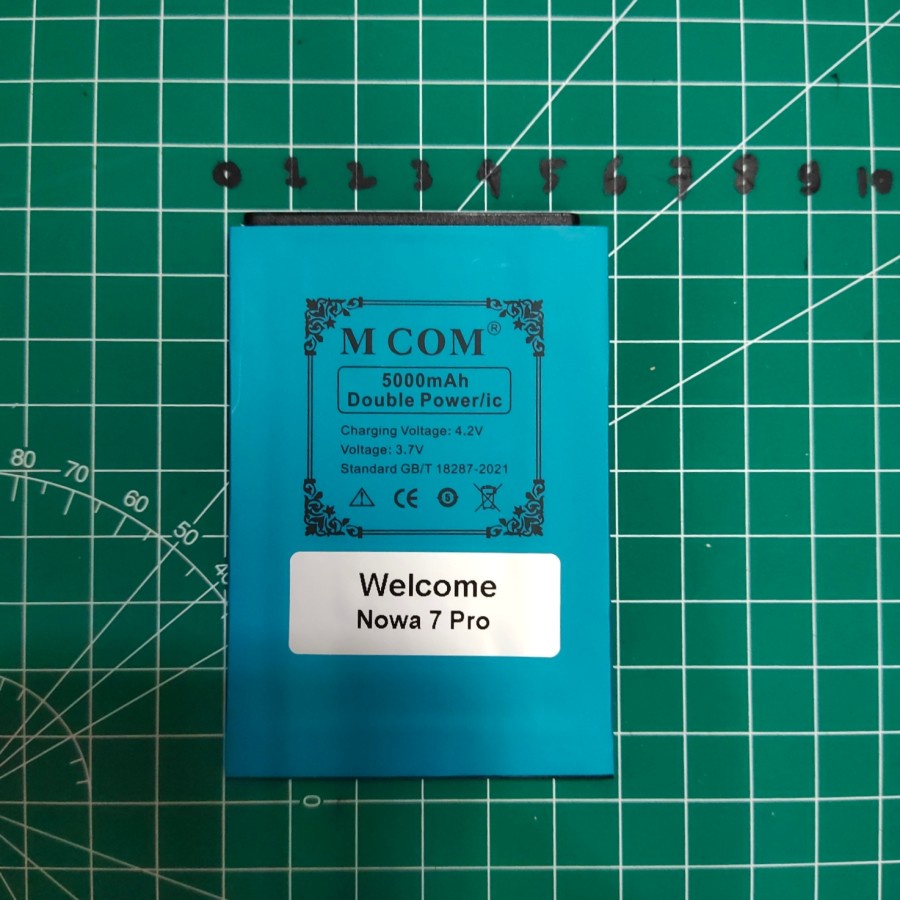 0 1 2 3 4 5 6 7 8 9 10
M COM®
5000mAh
Double Power/ic
Charging Voltage: 4.2V
Voltage: 3.7V
Standard GB/T 18287-2021
CE
80 70 60 50
Welcome
Nowa 7 Pro
0